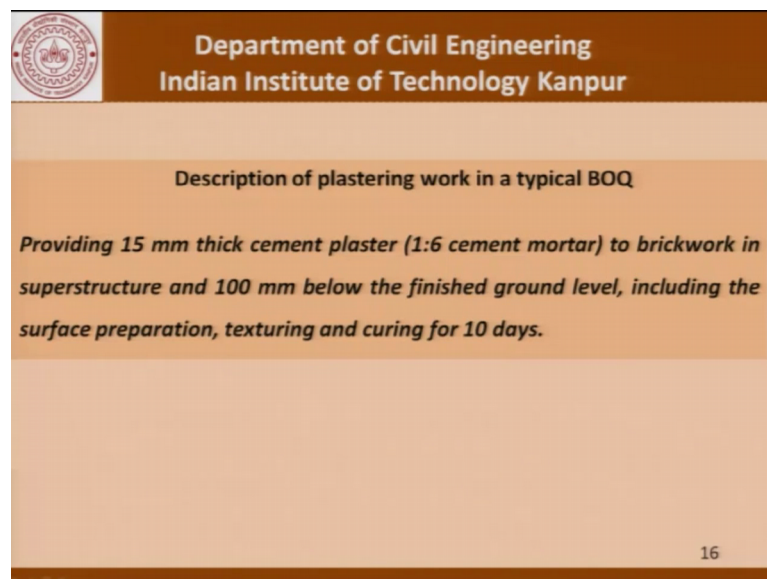 Department of Civil Engineering
Indian Institute of Technology Kanpur
Description of plastering work in a typical BOQ
Providing 15 mm thick cement plaster (1:6 cement mortar) to brickwork in
superstructure and 100 mm below the finished ground level, including the
surface preparation, texturing and curing for 10 days.
16